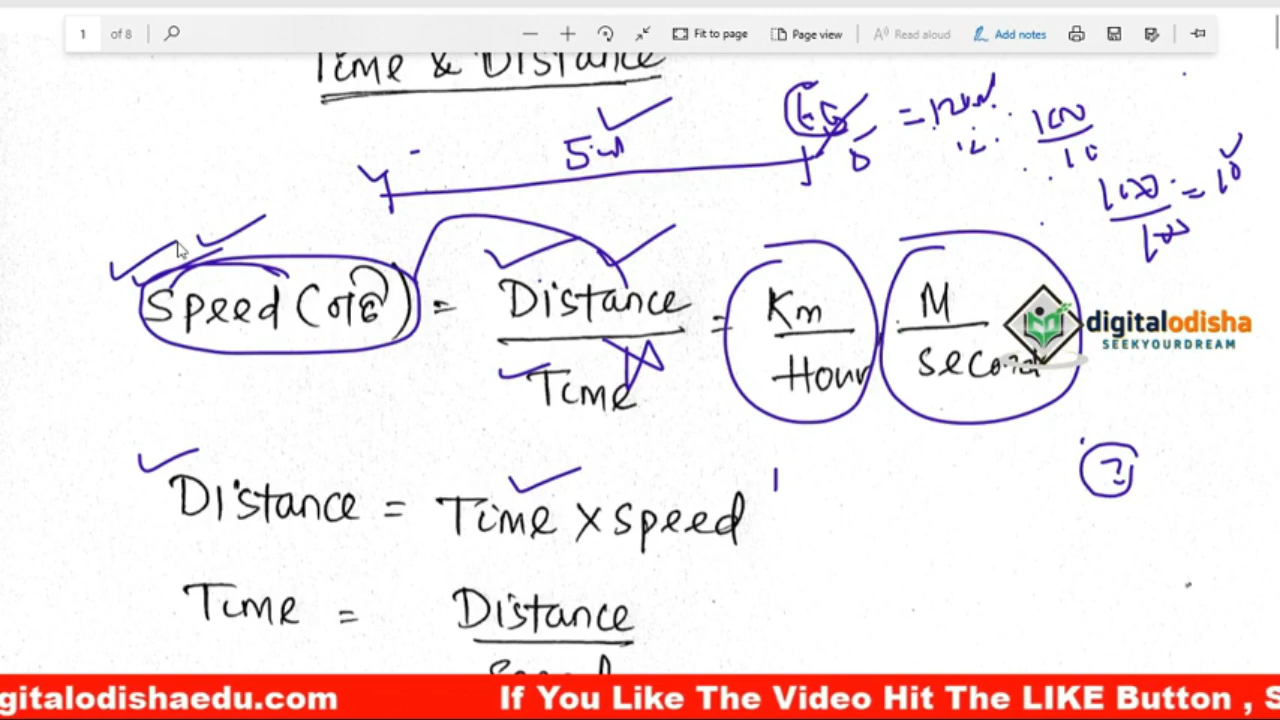 1 of 8 Fit to page Page view Read aloud Add notes
Time & Distance
Speed (ବେଗ) = Distance / Time = Km / Hour , M / second
digitalodisha
SEEKYOURDREAM
Distance = Time x speed
Time = Distance
gitalodishaedu.com If You Like The Video Hit The LIKE Button , S